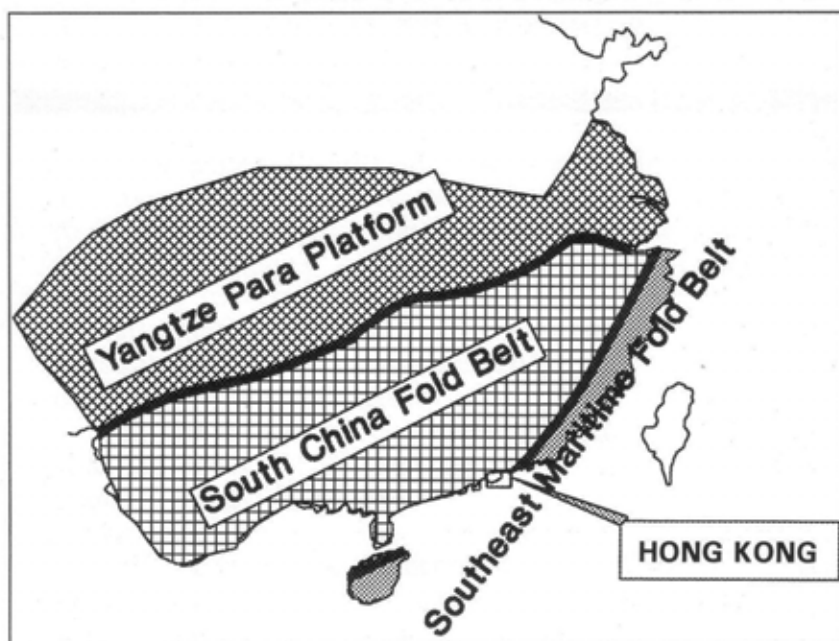 Yangtze Para Platform
South China Fold Belt
Southeast Maritime Fold Belt
HONG KONG